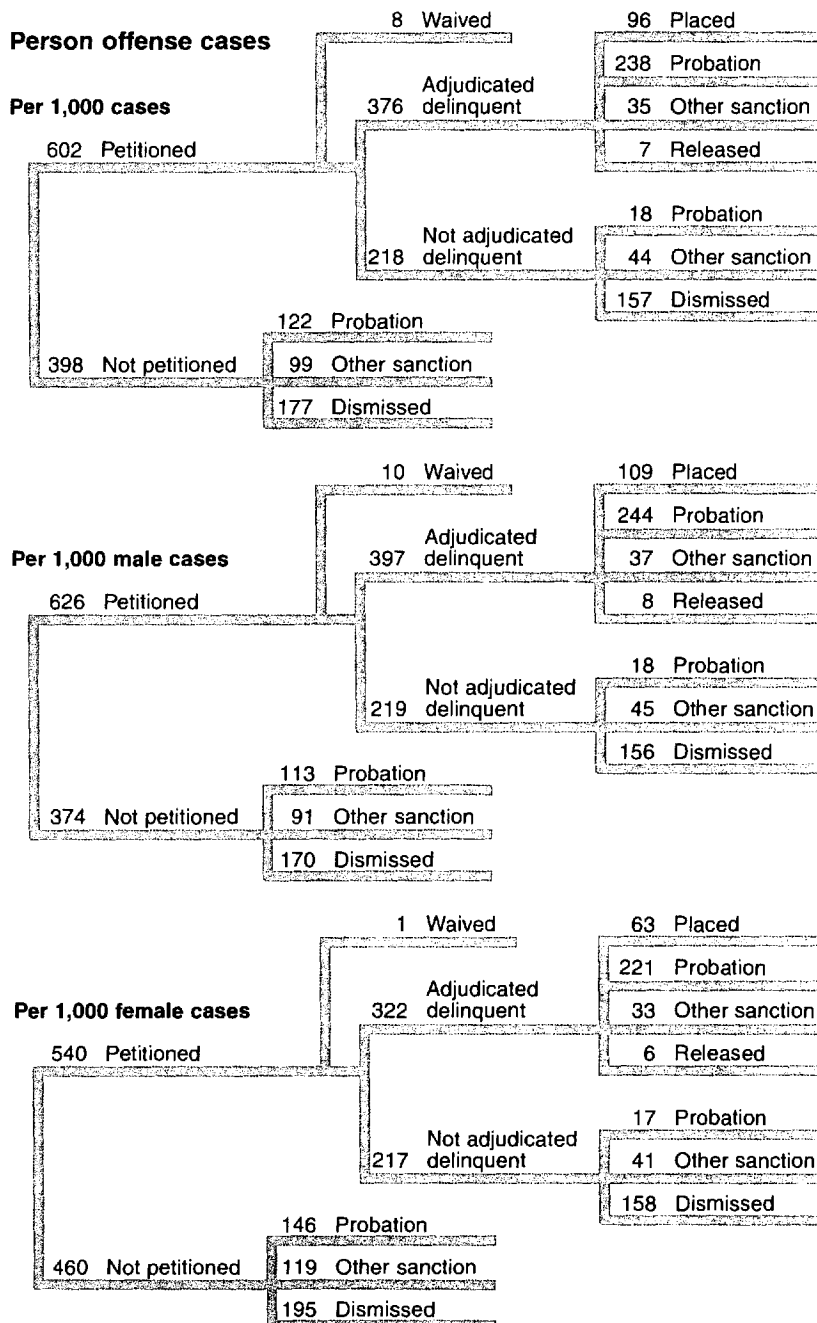 Person offense cases
Per 1,000 cases
8 Waived
96 Placed
238 Probation
Adjudicated
376 delinquent
35 Other sanction
7 Released
602 Petitioned
18 Probation
Not adjudicated
218 delinquent
44 Other sanction
157 Dismissed
122 Probation
398 Not petitioned
99 Other sanction
177 Dismissed
Per 1,000 male cases
10 Waived
109 Placed
244 Probation
Adjudicated
397 delinquent
37 Other sanction
8 Released
626 Petitioned
18 Probation
Not adjudicated
219 delinquent
45 Other sanction
156 Dismissed
113 Probation
374 Not petitioned
91 Other sanction
170 Dismissed
Per 1,000 female cases
1 Waived
63 Placed
221 Probation
Adjudicated
322 delinquent
33 Other sanction
6 Released
540 Petitioned
17 Probation
Not adjudicated
217 delinquent
41 Other sanction
158 Dismissed
146 Probation
460 Not petitioned
119 Other sanction
195 Dismissed